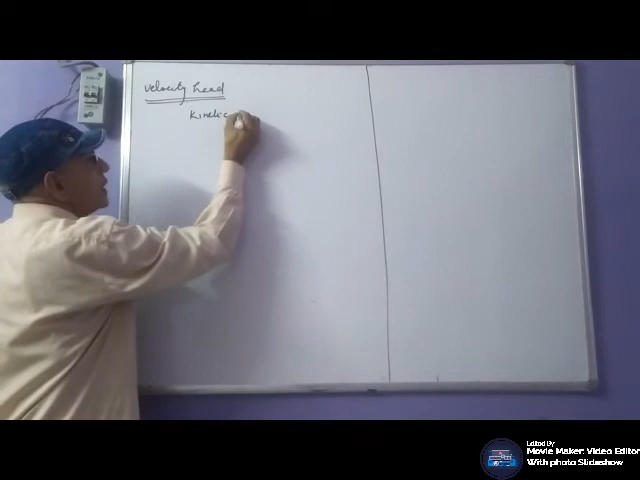 velocity head
Kinetic
Edited By
Movie Maker: Video Editor
With photo Slideshow